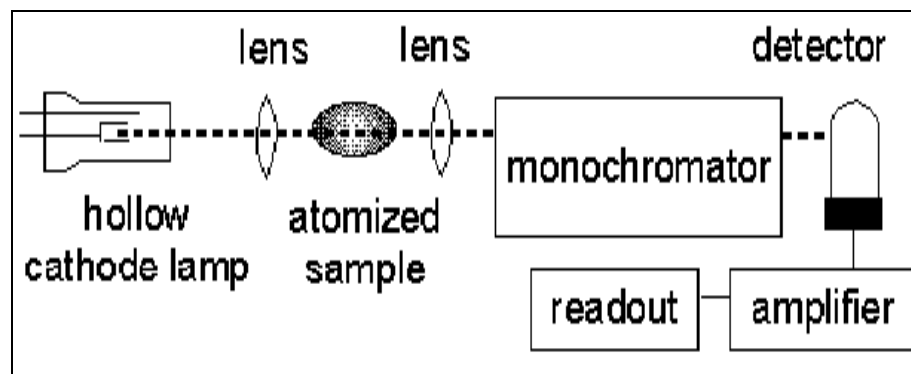 lens
lens
detector
monochromator
hollow
cathode lamp
atomized
sample
readout
amplifier